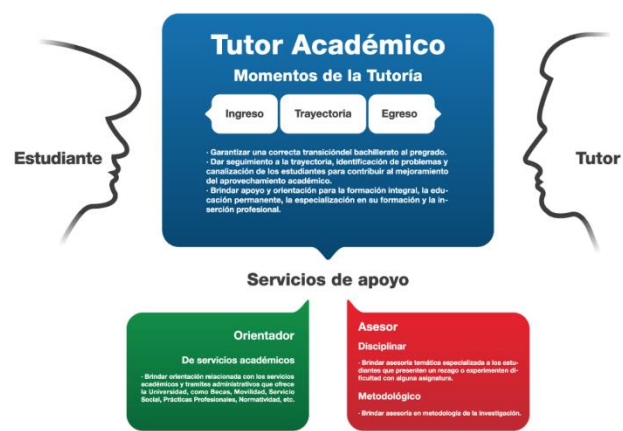 Tutor Académico
Momentos de la Tutoría
Ingreso
Trayectoria
Egreso
· Garantizar una correcta transicióndel bachillerato al pregrado.
· Dar seguimiento a la trayectoria, identificación de problemas y
canalización de los estudiantes para contribuir al mejoramiento
del aprovechamiento académico.
· Brindar apoyo y orientación para la formación integral, la edu-
cación permanente, la especialización en su formación y la in-
serción profesional.
Estudiante
Tutor
Servicios de apoyo
Orientador
De servicios académicos
· Brindar orientación relacionada con los servicios
académicos y tramites administrativos que ofrece
la Universidad, como Becas, Movilidad, Servicio
Social, Prácticas Profesionales, Normatividad, etc.
Asesor
Disciplinar
· Brindar asesoría temática especializada a los estu-
diantes que presenten un rezago o experimenten di-
ficultad con alguna asignatura.
Metodológico
· Brindar asesoría en metodología de la investigación.